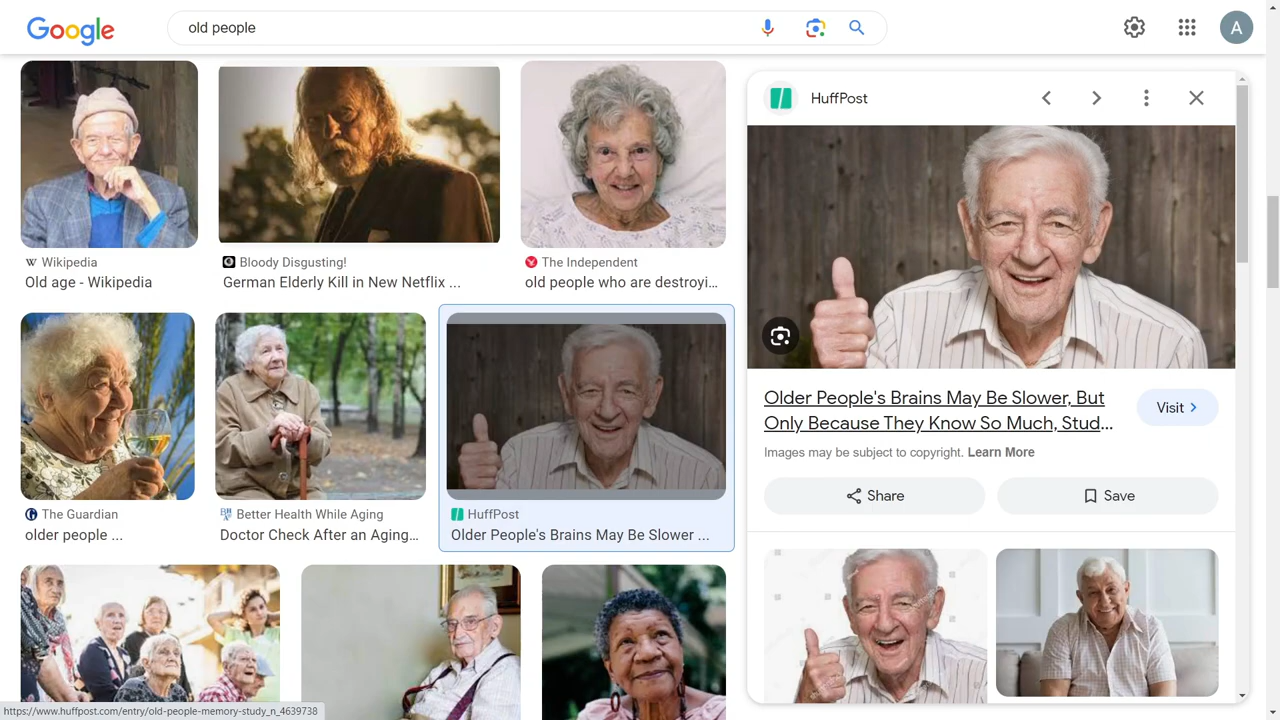 Google
old people
A
Wikipedia
Old age - Wikipedia
Bloody Disgusting!
German Elderly Kill in New Netflix ...
The Independent
old people who are destroyi...
The Guardian
older people ...
Better Health While Aging
Doctor Check After an Aging...
HuffPost
Older People's Brains May Be Slower ...
HuffPost
Older People's Brains May Be Slower, But
Only Because They Know So Much, Stud...
Visit
Images may be subject to copyright. Learn More
Share
Save
https://www.huffpost.com/entry/old-people-memory-study_n_4639738